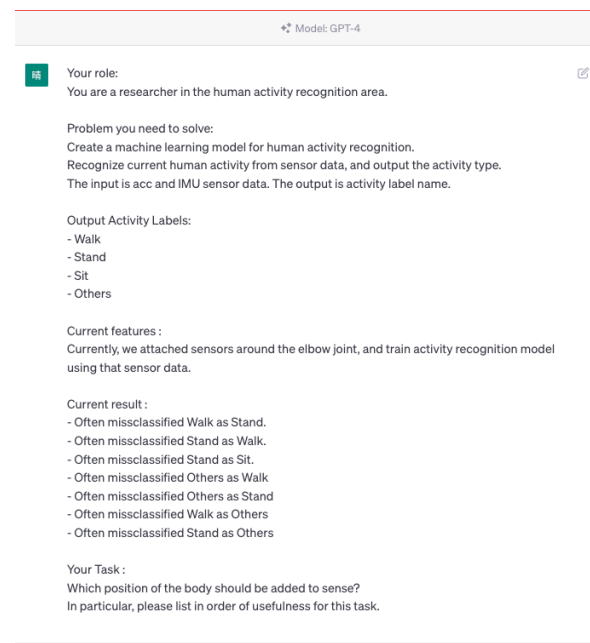 Model: GPT-4
晴
Your role:
You are a researcher in the human activity recognition area.
Problem you need to solve:
Create a machine learning model for human activity recognition.
Recognize current human activity from sensor data, and output the activity type.
The input is acc and IMU sensor data. The output is activity label name.
Output Activity Labels:
- Walk
- Stand
- Sit
- Others
Current features :
Currently, we attached sensors around the elbow joint, and train activity recognition model
using that sensor data.
Current result :
- Often missclassified Walk as Stand.
- Often missclassified Stand as Walk.
- Often missclassified Stand as Sit.
- Often missclassified Others as Walk
- Often missclassified Others as Stand
- Often missclassified Walk as Others
- Often missclassified Stand as Others
Your Task :
Which position of the body should be added to sense?
In particular, please list in order of usefulness for this task.